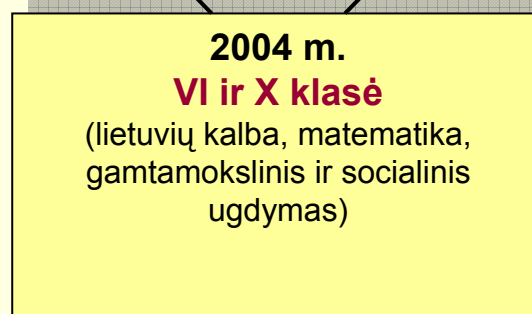 2004 m.
VI ir X klasė
(lietuvių kalba, matematika,
gamtamokslinis ir socialinis
ugdymas)